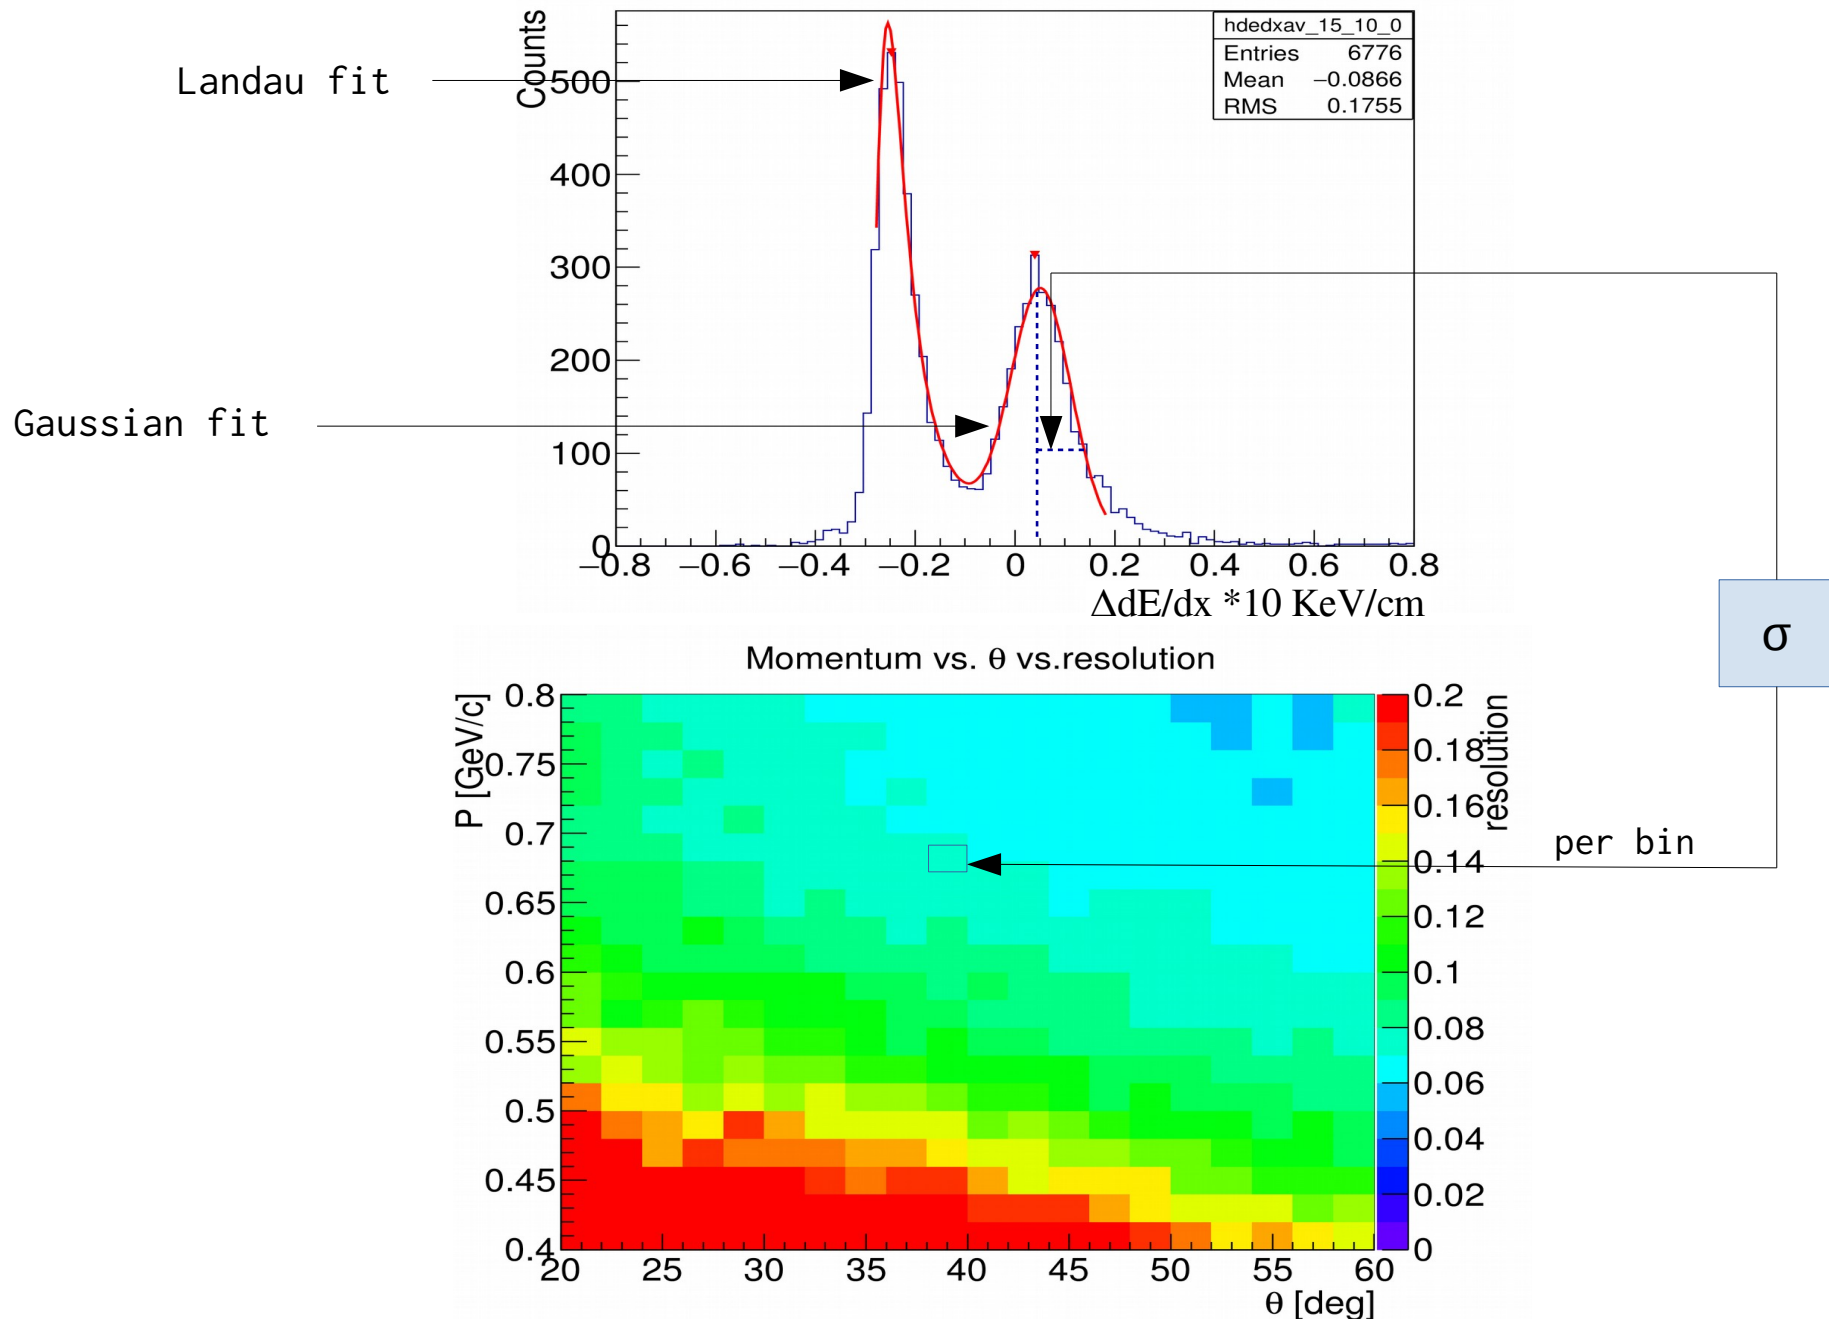 Landau fit
Gaussian fit
Counts
hdedxav_15_10_0
Entries 6776
Mean −0.0866
RMS 0.1755
500
400
300
200
100
0
−0.8 −0.6 −0.4 −0.2 0 0.2 0.4 0.6 0.8
ΔdE/dx *10 KeV/cm
σ
per bin
Momentum vs. θ vs.resolution
P [GeV/c]
0.8
0.75
0.7
0.65
0.6
0.55
0.5
0.45
0.4
20 25 30 35 40 45 50 55 60
θ [deg]
0.2
0.18
0.16
0.14
0.12
0.1
0.08
0.06
0.04
0.02
0
resolution